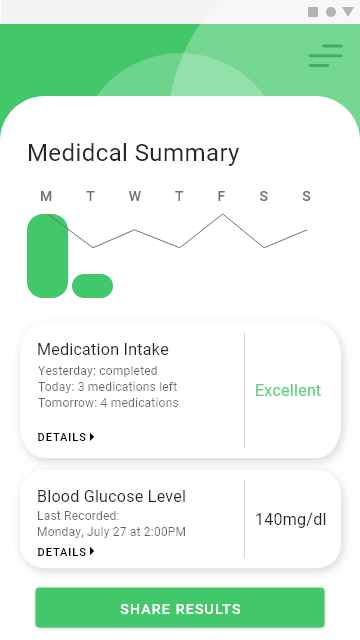 Medidcal Summary
M T W T F S S
Medication Intake
Yesterday: completed
Today: 3 medications left
Tomorrow: 4 medications
Excellent
DETAILS
Blood Glucose Level
Last Recorded:
Monday, July 27 at 2:00PM
140mg/dl
DETAILS
SHARE RESULTS